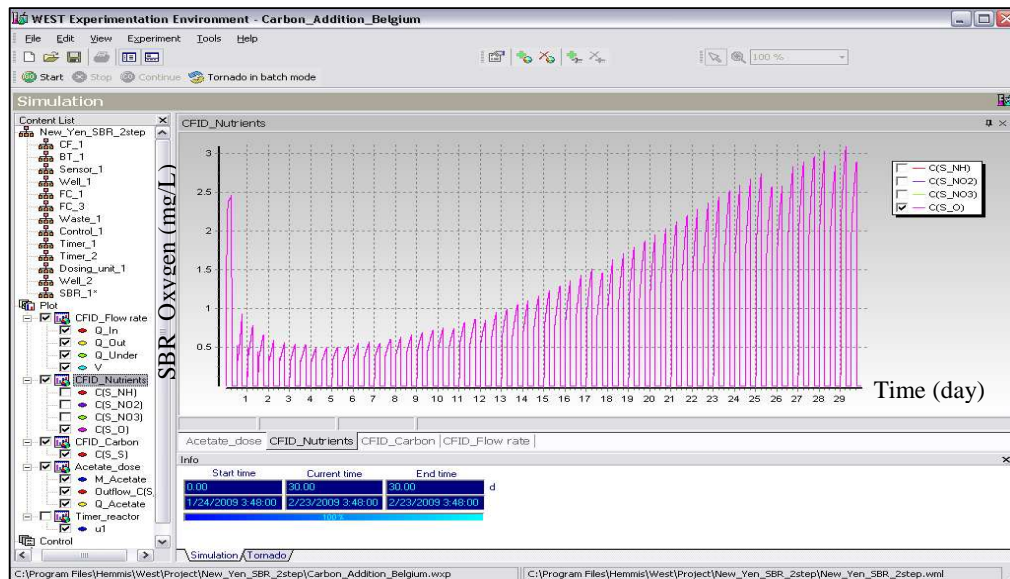 WEST Experimentation Environment - Carbon_Addition_Belgium
File Edit View Experiment Tools Help
100 %
Start Stop Continue Tornado in batch mode
Simulation
Content List
New_Yen_SBR_2step
CF_1
BT_1
Sensor_1
Well_1
FC_1
FC_3
Waste_1
Control_1
Timer_1
Timer_2
Dosing_unit_1
Well_2
SBR_1*
Plot
CFID_Flow rate
Q_In
Q_Out
Q_Under
V
CFID_Nutrients
C(S_NH)
C(S_NO2)
C(S_NO3)
C(S_O)
CFID_Carbon
C(S_S)
Acetate_dose
M_Acetate
Outflow_C(S,
Q_Acetate
Timer_reactor
u1
Control
CFID_Nutrients
SBR Oxygen (mg/L)
3
2.5
2
1.5
1
0.5
1 2 3 4 5 6 7 8 9 10 11 12 13 14 15 16 17 18 19 20 21 22 23 24 25 26 27 28 29
Time (day)
C(S_NH)
C(S_NO2)
C(S_NO3)
C(S_O)
Acetate_dose CFID_Nutrients CFID_Carbon CFID_Flow rate
Info
Start time Current time End time
0.00 30.00 30.00 d
1/24/2009 3:48:00 2/23/2009 3:48:00 2/23/2009 3:48:00
100%
Simulation Tornado
C:\Program Files\Hemmis\West\Project\New_Yen_SBR_2step\Carbon_Addition_Belgium.wxp C:\Program Files\Hemmis\West\Project\New_Yen_SBR_2step\New_Yen_SBR_2step.wml